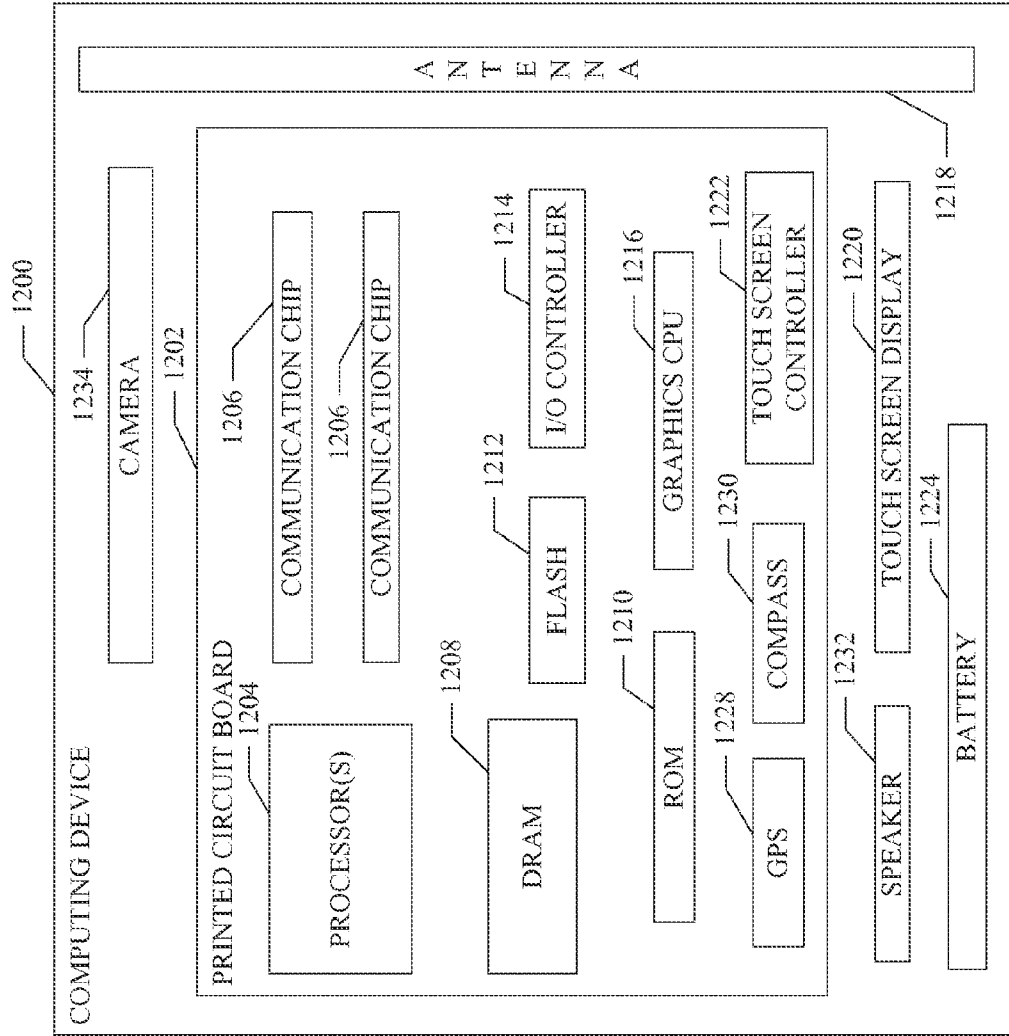 COMPUTING DEVICE
1200
1234
CAMERA
1202
PRINTED CIRCUIT BOARD
1204
PROCESSOR(S)
1206
COMMUNICATION CHIP
1206
COMMUNICATION CHIP
1208
DRAM
1212
FLASH
1214
I/O CONTROLLER
1210
ROM
1216
GRAPHICS CPU
1228
GPS
1230
COMPASS
1222
TOUCH SCREEN
CONTROLLER
1232
SPEAKER
1220
TOUCH SCREEN DISPLAY
1224
BATTERY
1218
ANTENNA